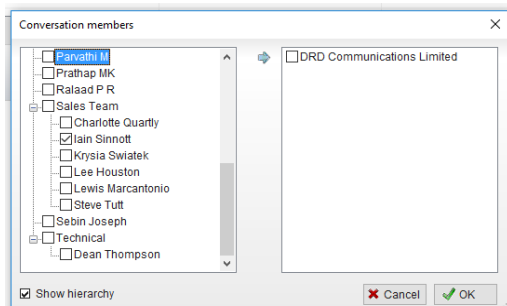 Conversation members
Parvathi M
Prathap MK
Ralaad P R
Sales Team
Charlotte Quartly
Iain Sinnott
Krysia Swiatek
Lee Houston
Lewis Marcantonio
Steve Tutt
Sebin Joseph
Technical
Dean Thompson
DRD Communications Limited
Show hierarchy
Cancel
OK